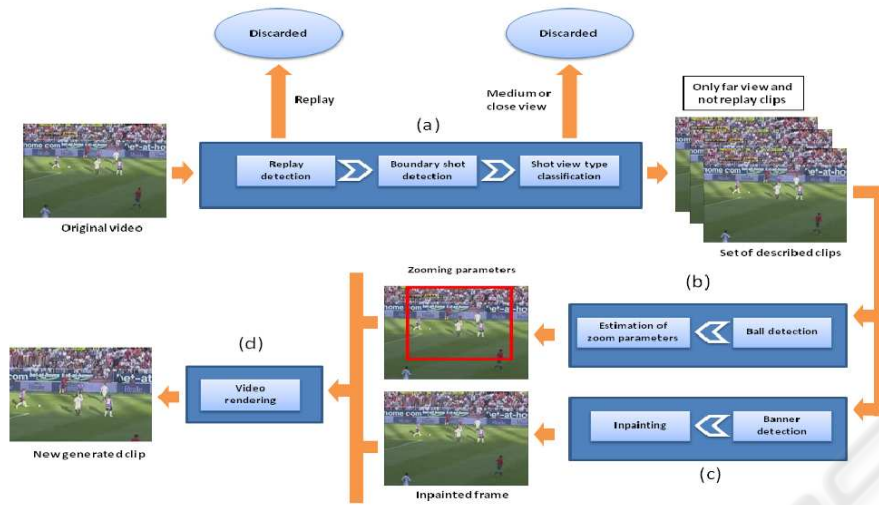 Discarded
Discarded
Replay
Medium or
close view
(a)
Only far view and
not replay clips
Replay
detection
Boundary shot
detection
Shot view type
classification
Original video
Set of described clips
(b)
Zooming parameters
Estimation of
zoom parameters
Ball detection
(d)
Video
rendering
New generated clip
Inpainting
Banner
detection
Inpainted frame
(c)